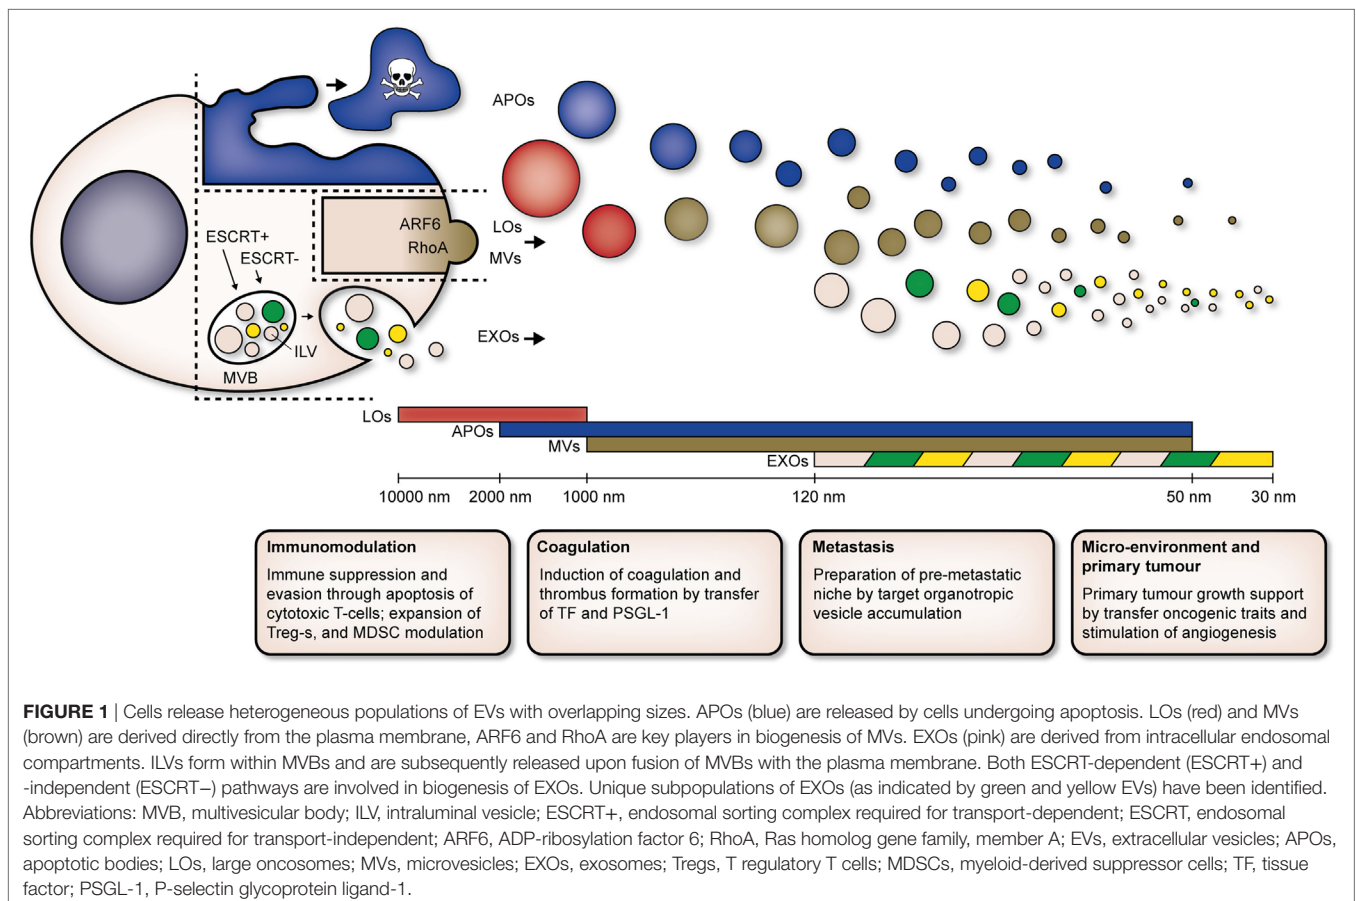 APOs
ARF6
RhoA
LOs
MVs
ESCRT+
ESCRT-
ILV
MVB
EXOs
LOs
APOs
MVs
EXOs
10000 nm 2000 nm 1000 nm 120 nm 50 nm 30 nm
Immunomodulation
Immune suppression and
evasion through apoptosis of
cytotoxic T-cells; expansion of
Treg-s, and MDSC modulation
Coagulation
Induction of coagulation and
thrombus formation by transfer
of TF and PSGL-1
Metastasis
Preparation of pre-metastatic
niche by target organotropic
vesicle accumulation
Micro-environment and
primary tumour
Primary tumour growth support
by transfer oncogenic traits and
stimulation of angiogenesis
FIGURE 1 | Cells release heterogeneous populations of EVs with overlapping sizes. APOs (blue) are released by cells undergoing apoptosis. LOs (red) and MVs
(brown) are derived directly from the plasma membrane, ARF6 and RhoA are key players in biogenesis of MVs. EXOs (pink) are derived from intracellular endosomal
compartments. ILVs form within MVBs and are subsequently released upon fusion of MVBs with the plasma membrane. Both ESCRT-dependent (ESCRT+) and
-independent (ESCRT−) pathways are involved in biogenesis of EXOs. Unique subpopulations of EXOs (as indicated by green and yellow EVs) have been identified.
Abbreviations: MVB, multivesicular body; ILV, intraluminal vesicle; ESCRT+, endosomal sorting complex required for transport-dependent; ESCRT, endosomal
sorting complex required for transport-independent; ARF6, ADP-ribosylation factor 6; RhoA, Ras homolog gene family, member A; EVs, extracellular vesicles; APOs,
apoptotic bodies; LOs, large oncosomes; MVs, microvesicles; EXOs, exosomes; Tregs, T regulatory T cells; MDSCs, myeloid-derived suppressor cells; TF, tissue
factor; PSGL-1, P-selectin glycoprotein ligand-1.